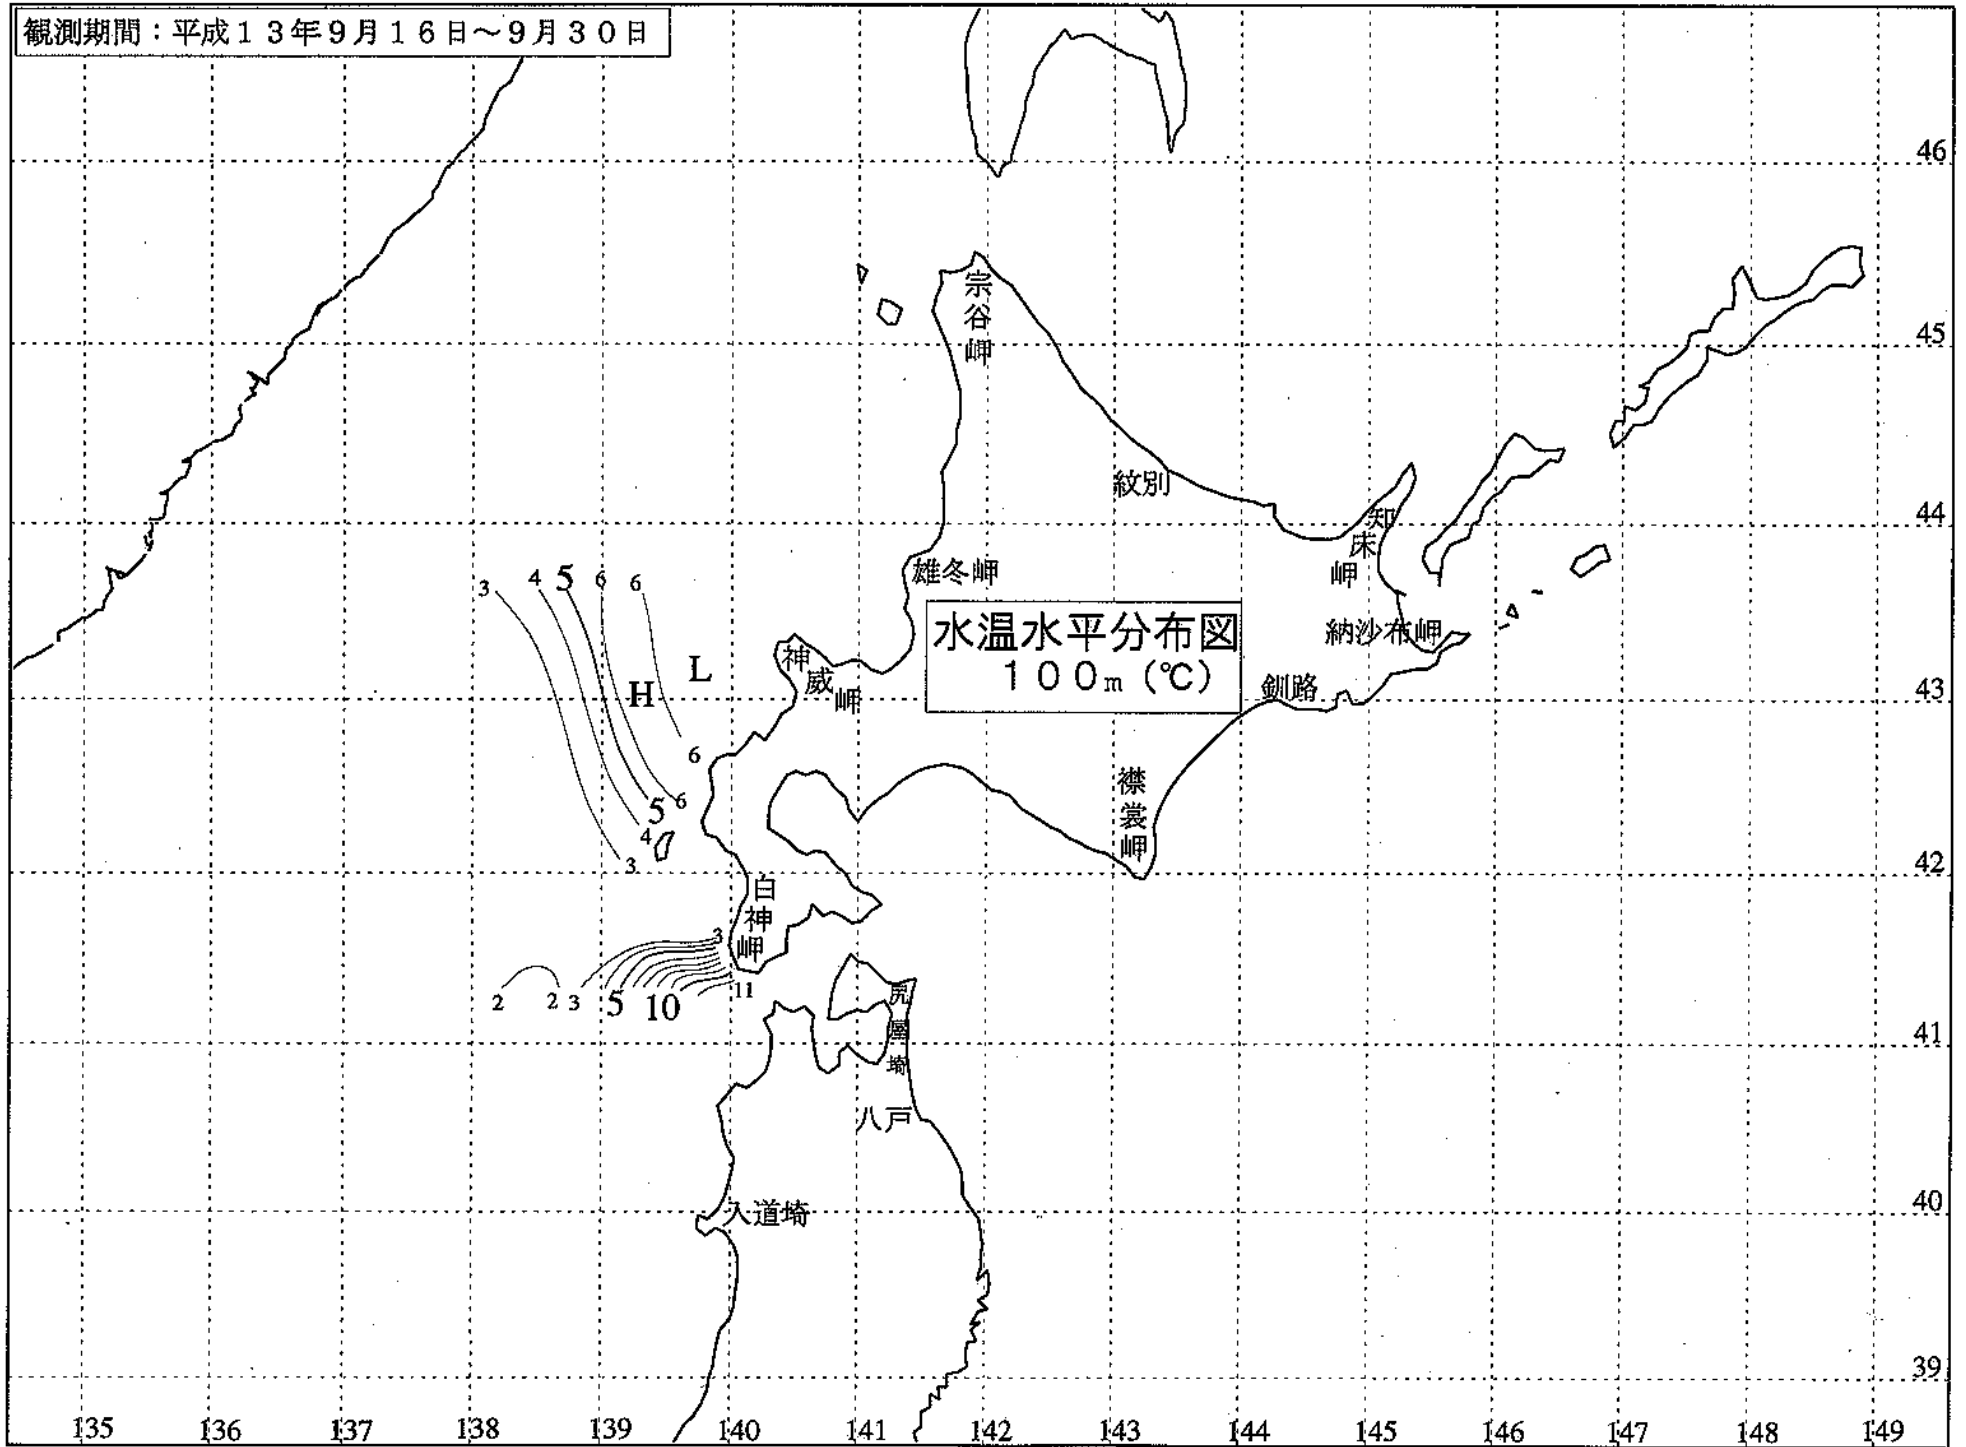 観測期間：平成１３年９月１６日～９月３０日
46
宗谷岬
45
紋別
44
知床岬
雄冬岬
3 4 5 6 6
水温水平分布図
１００ｍ（℃）
納沙布岬
神威岬
L
H
釧路
43
6
襟裳岬
5 6
4
3
42
白神岬
3
11
2 2 3 5 10
尻屋埼
41
八戸
入道埼
40
39
135 136 137 138 139 140 141 142 143 144 145 146 147 148 149